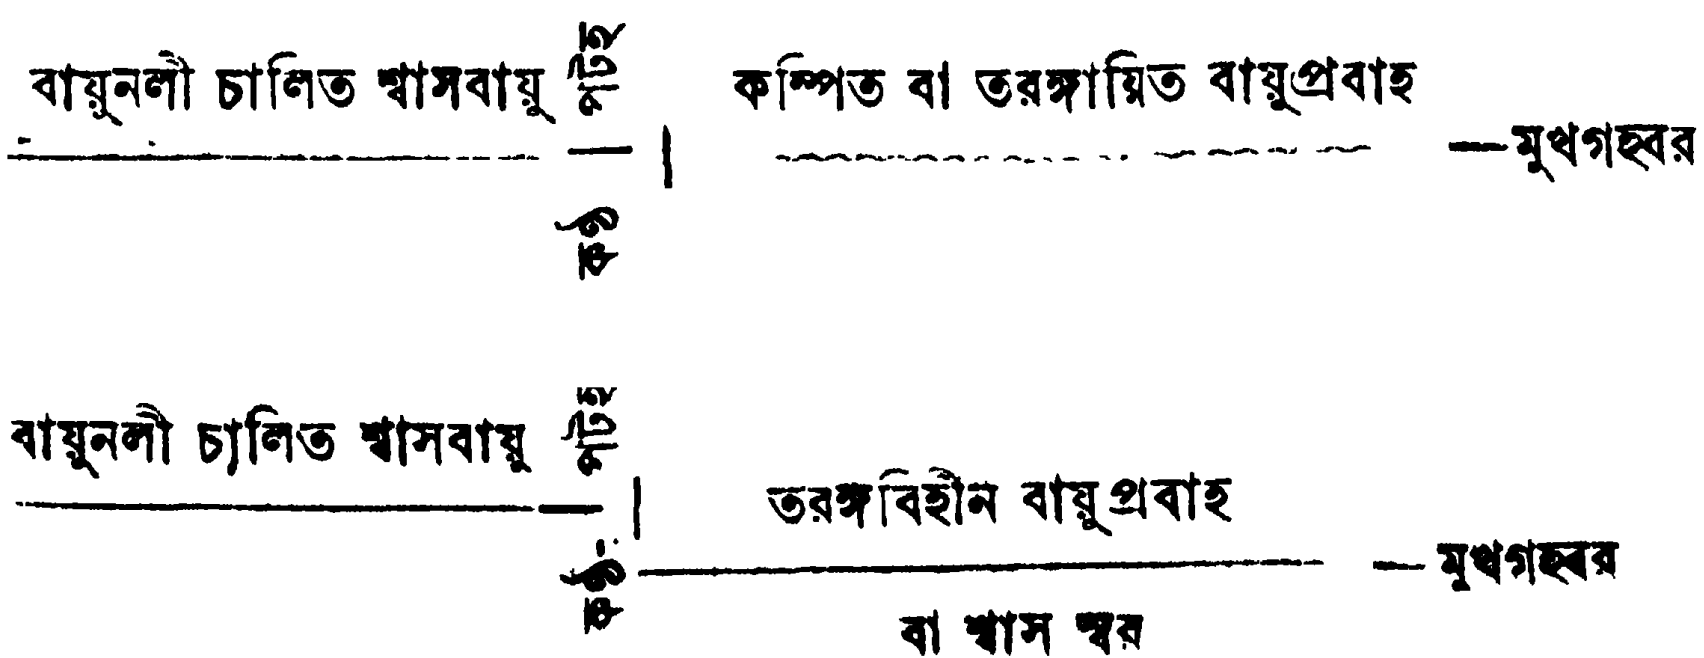 বায়ুনলী চালিত শ্বাসবায়ু
কম্পিত বা তরঙ্গায়িত বায়ুপ্রবাহ
মুখগহ্বর
বায়ুনলী চালিত শ্বাসবায়ু
তরঙ্গবিহীন বায়ুপ্রবাহ
মুখগহ্বর
বা শ্বাস স্বর